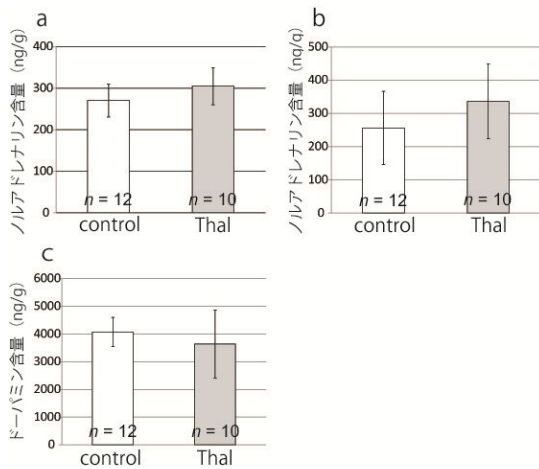 a
ノルアドレナリン含量 (ng/g)
400
300
200
100
0
n = 12
n = 10
control
Thal
b
ノルアドレナリン含量 (ng/g)
500
400
300
200
100
0
n = 12
n = 10
control
Thal
c
ドーパミン含量 (ng/g)
6000
5000
4000
3000
2000
1000
0
n = 12
n = 10
control
Thal